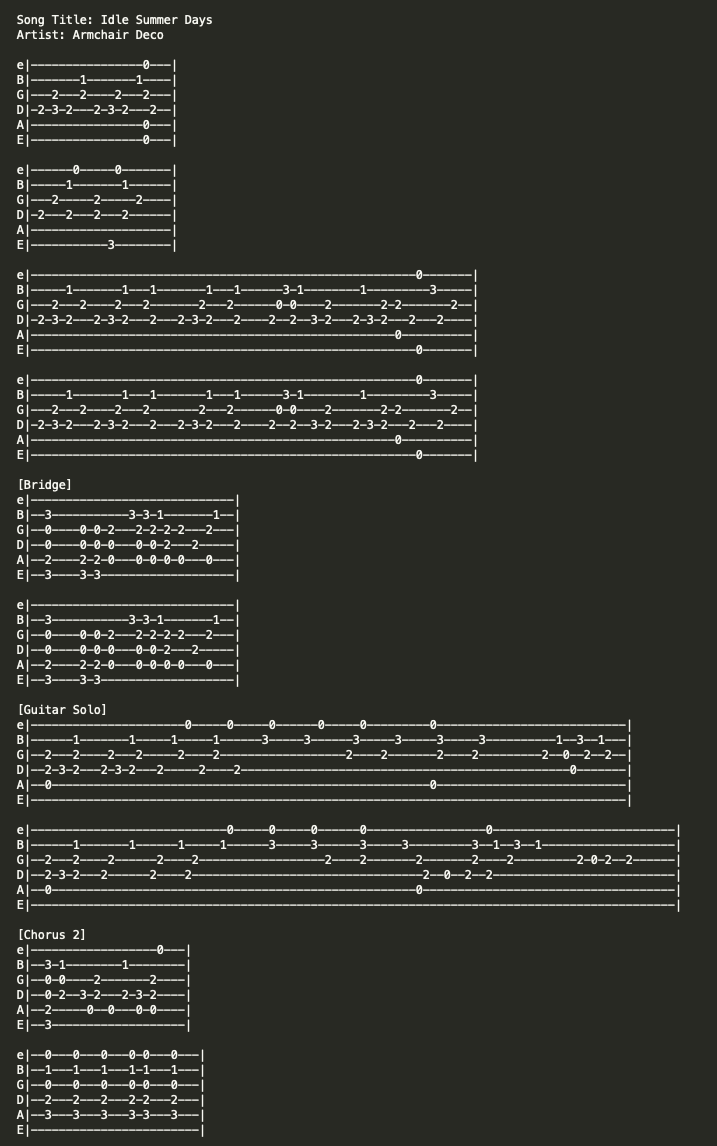 Song Title: Idle Summer Days
Artist: Armchair Deco
e|----------------0---|
B|-------1-------1----|
G|---2---2----2---2---|
D|-2-3-2---2-3-2---2--|
A|----------------0---|
E|----------------0---|
e|------0-----0-------|
B|-----1-------1------|
G|---2-----2-----2----|
D|-2---2---2---2------|
A|--------------------|
E|-----------3--------|
e|-------------------------------------------------------0-------|
B|-----1-------1---1-------1---1------3-1--------1---------3-----|
G|---2---2----2---2-------2---2------0-0----2-------2-2-------2--|
D|-2-3-2---2-3-2---2---2-3-2---2----2--2--3-2---2-3-2---2---2----|
A|----------------------------------------------------0----------|
E|-------------------------------------------------------0-------|
e|-------------------------------------------------------0-------|
B|-----1-------1---1-------1---1------3-1--------1---------3-----|
G|---2---2----2---2-------2---2------0-0----2-------2-2-------2--|
D|-2-3-2---2-3-2---2---2-3-2---2----2--2--3-2---2-3-2---2---2----|
A|----------------------------------------------------0----------|
E|-------------------------------------------------------0-------|
[Bridge]
e|-----------------------------|
B|--3-----------3-3-1-------1--|
G|--0----0-0-2---2-2-2-2---2---|
D|--0----0-0-0---0-0-2---2-----|
A|--2----2-2-0---0-0-0-0---0---|
E|--3----3-3-------------------|
e|-----------------------------|
B|--3-----------3-3-1-------1--|
G|--0----0-0-2---2-2-2-2---2---|
D|--0----0-0-0---0-0-2---2-----|
A|--2----2-2-0---0-0-0-0---0---|
E|--3----3-3-------------------|
[Guitar Solo]
e|----------------------0-----0-----0------0-----0---------0---------------------------|
B|------1-------1-----1-----1------3-----3------3-----3-----3-----3----------1--3--1---|
G|--2---2----2---2-----2----2------------------2----2-------2----2---------2--0--2--2--|
D|--2-3-2---2-3-2---2-----2----2-----------------------------------------------0-------|
A|--0------------------------------------------------------0---------------------------|
E|-------------------------------------------------------------------------------------|
e|----------------------------0-----0-----0------0-----------------0--------------------------|
B|------1-------1------1-----1------3-----3------3-----3---------3--1--3--1-------------------|
G|--2---2----2------2----2------------------2----2-------2-------2----2---------2-0-2--2------|
D|--2-3-2---2------2----2---------------------------------2--0--2--2--------------------------|
A|--0----------------------------------------------------0------------------------------------|
E|--------------------------------------------------------------------------------------------|
[Chorus 2]
e|------------------0---|
B|--3-1--------1--------|
G|--0-0----2-------2----|
D|--0-2--3-2---2-3-2----|
A|--2-----0--0---0-0----|
E|--3-------------------|
e|--0---0---0---0-0---0---|
B|--1---1---1---1-1---1---|
G|--0---0---0---0-0---0---|
D|--2---2---2---2-2---2---|
A|--3---3---3---3-3---3---|
E|------------------------|